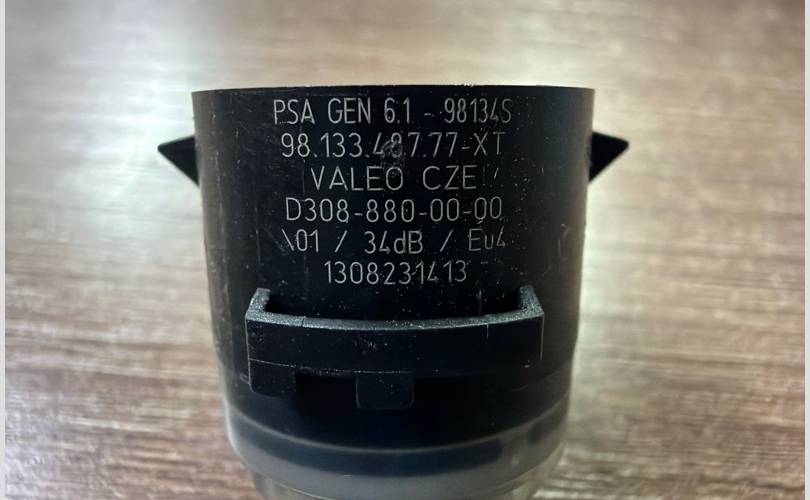 PSA GEN 6.1 - 98134S
98.133.487.77-XT
VALEO CZE
D308-880-00-00
\01 / 34dB / Eu4
1308231413